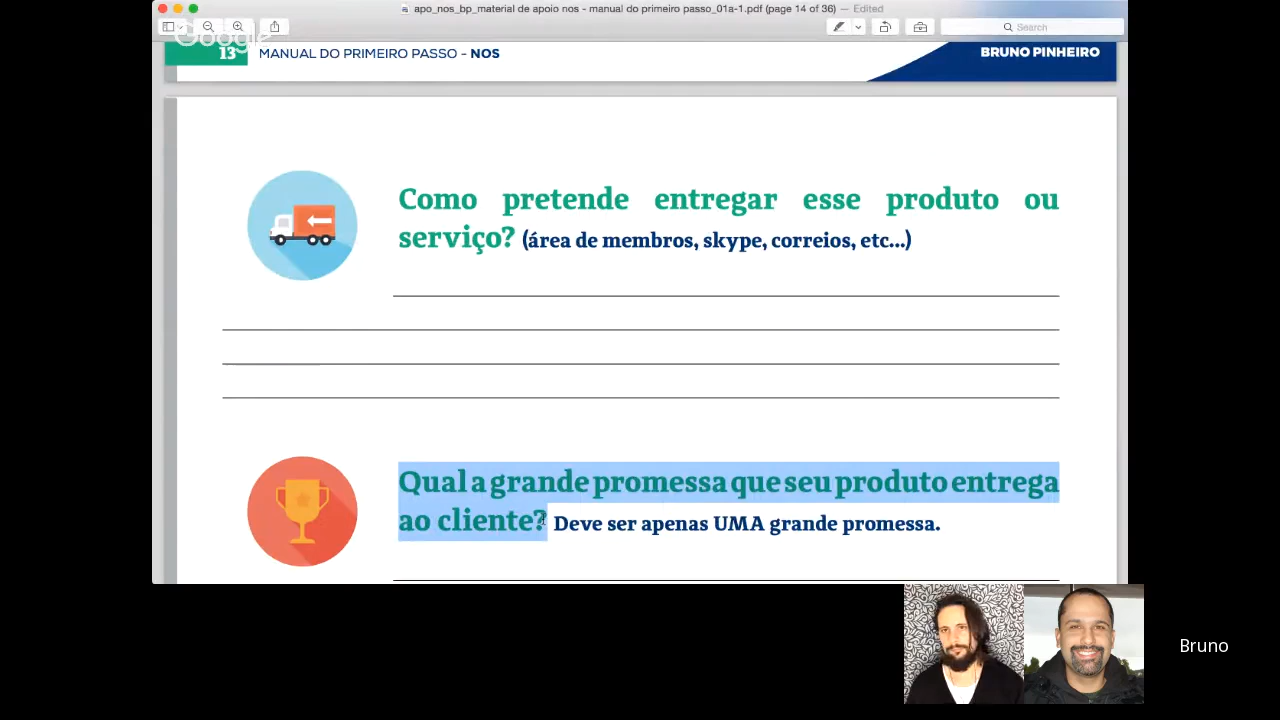 apo_nos_bp_material de apoio nos - manual do primeiro passo_01a-1.pdf (page 14 of 36) — Edited
Google
Search
13 MANUAL DO PRIMEIRO PASSO - NOS
BRUNO PINHEIRO
Como pretende entregar esse produto ou
serviço? (área de membros, skype, correios, etc...)
Qual a grande promessa que seu produto entrega
ao cliente? Deve ser apenas UMA grande promessa.
Bruno